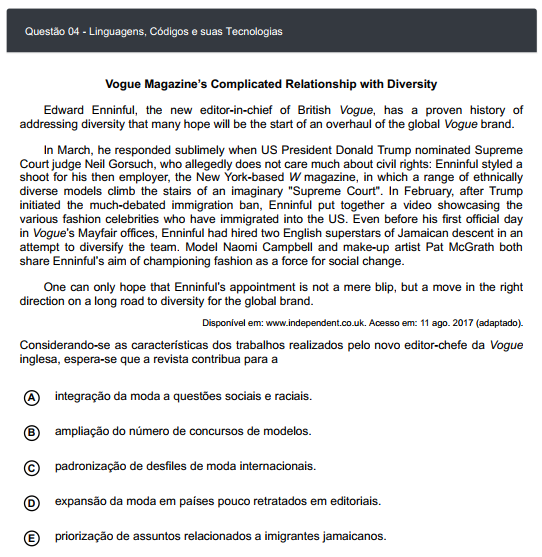 Questão 04 - Linguagens, Códigos e suas Tecnologias
Vogue Magazine's Complicated Relationship with Diversity
Edward Enninful, the new editor-in-chief of British Vogue, has a proven history of
addressing diversity that many hope will be the start of an overhaul of the global Vogue brand.
In March, he responded sublimely when US President Donald Trump nominated Supreme
Court judge Neil Gorsuch, who allegedly does not care much about civil rights: Enninful styled a
shoot for his then employer, the New York-based W magazine, in which a range of ethnically
diverse models climb the stairs of an imaginary "Supreme Court". In February, after Trump
initiated the much-debated immigration ban, Enninful put together a video showcasing the
various fashion celebrities who have immigrated into the US. Even before his first official day
in Vogue's Mayfair offices, Enninful had hired two English superstars of Jamaican descent in an
attempt to diversify the team. Model Naomi Campbell and make-up artist Pat McGrath both
share Enninful's aim of championing fashion as a force for social change.
One can only hope that Enninful's appointment is not a mere blip, but a move in the right
direction on a long road to diversity for the global brand.
Disponível em: www.independent.co.uk. Acesso em: 11 ago. 2017 (adaptado).
Considerando-se as características dos trabalhos realizados pelo novo editor-chefe da Vogue
inglesa, espera-se que a revista contribua para a
A integração da moda a questões sociais e raciais.
B ampliação do número de concursos de modelos.
C padronização de desfiles de moda internacionais.
D expansão da moda em países pouco retratados em editoriais.
E priorização de assuntos relacionados a imigrantes jamaicanos.